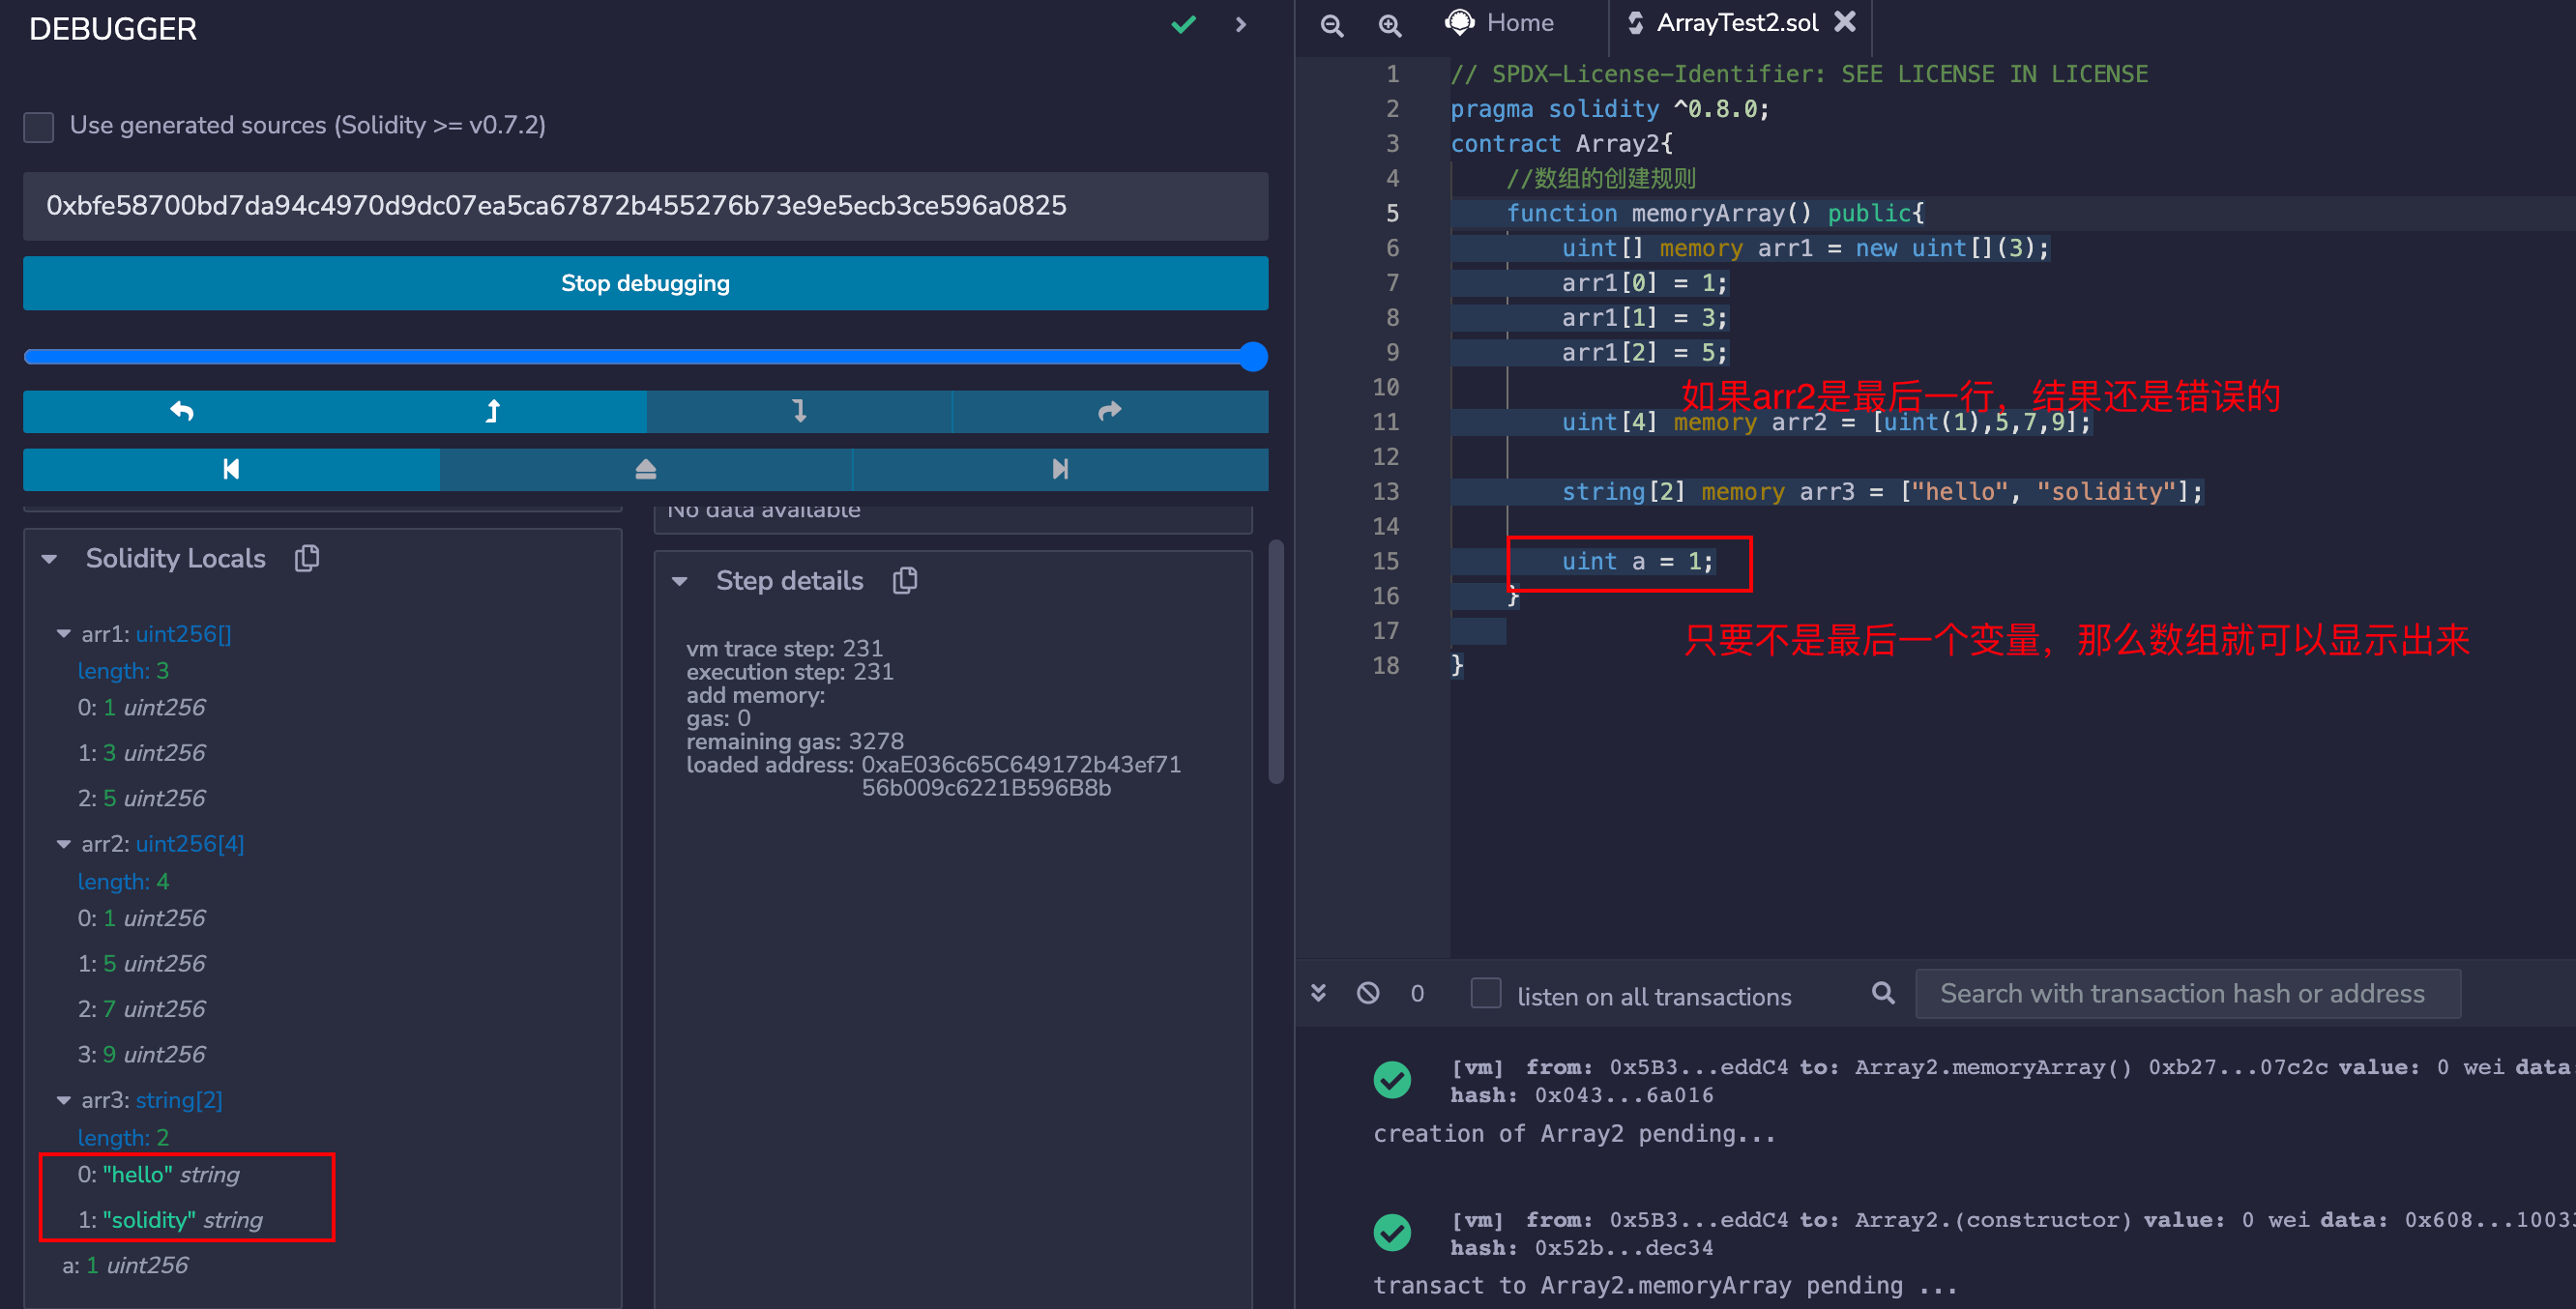 DEBUGGER
Use generated sources (Solidity >= v0.7.2)
0xbfe58700bd7da94c4970d9dc07ea5ca67872b455276b73e9e5ecb3ce596a0825
Stop debugging
Solidity Locals
arr1: uint256[]
length: 3
0: 1 uint256
1: 3 uint256
2: 5 uint256
arr2: uint256[4]
length: 4
0: 1 uint256
1: 5 uint256
2: 7 uint256
3: 9 uint256
arr3: string[2]
length: 2
0: "hello" string
1: "solidity" string
a: 1 uint256
No data available
Step details
vm trace step: 231
execution step: 231
add memory:
gas: 0
remaining gas: 3278
loaded address: 0xaE036c65C649172b43ef71
56b009c6221B596B8b
Home
ArrayTest2.sol
1 // SPDX-License-Identifier: SEE LICENSE IN LICENSE
2 pragma solidity ^0.8.0;
3 contract Array2{
4 //数组的创建规则
5 function memoryArray() public{
6 uint[] memory arr1 = new uint[](3);
7 arr1[0] = 1;
8 arr1[1] = 3;
9 arr1[2] = 5;
10
如果arr2是最后一行，结果还是错误的
11 uint[4] memory arr2 = [uint(1),5,7,9];
12
13 string[2] memory arr3 = ["hello", "solidity"];
14
15 uint a = 1;
16 }
17
只要不是最后一个变量，那么数组就可以显示出来
18 }
0
listen on all transactions
Search with transaction hash or address
[vm] from: 0x5B3...eddC4 to: Array2.memoryArray() 0xb27...07c2c value: 0 wei data
hash: 0x043...6a016
creation of Array2 pending...
[vm] from: 0x5B3...eddC4 to: Array2.(constructor) value: 0 wei data: 0x608...10033
hash: 0x52b...dec34
transact to Array2.memoryArray pending ...